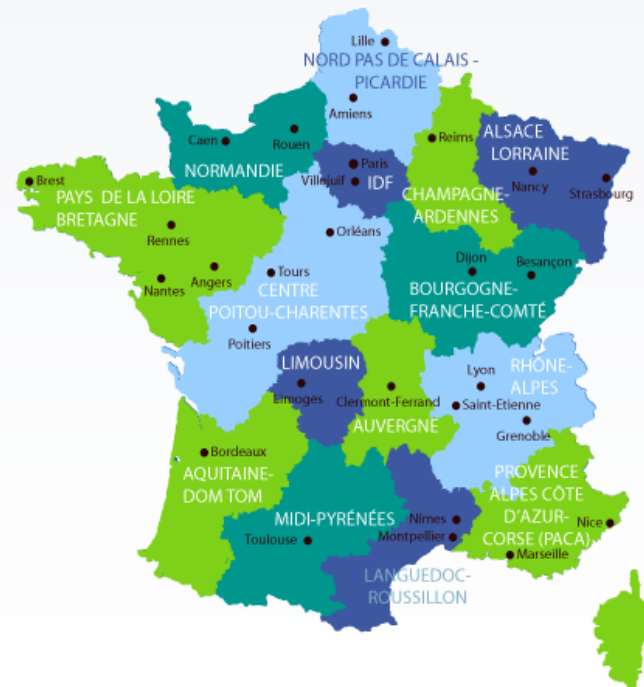 Lille
NORD PAS DE CALAIS -
PICARDIE
Amiens
Caen
Rouen
NORMANDIE
Reims
ALSACE
LORRAINE
Nancy
Strasbourg
Paris
Villejuif
IDF
CHAMPAGNE-
ARDENNES
Brest
PAYS DE LA LOIRE
BRETAGNE
Rennes
Nantes
Angers
Orléans
Tours
CENTRE
POITOU-CHARENTES
Poitiers
Dijon
Besançon
BOURGOGNE-
FRANCHE-COMTÉ
LIMOUSIN
Limoges
Clermont-Ferrand
AUVERGNE
RHÔNE-
ALPES
Lyon
Saint-Etienne
Grenoble
Bordeaux
AQUITAINE-
DOM TOM
MIDI-PYRÉNÉES
Toulouse
Nîmes
Montpellier
LANGUEDOC-
ROUSSILLON
PROVENCE
ALPES CÔTE
D'AZUR-
CORSE (PACA)
Nice
Marseille